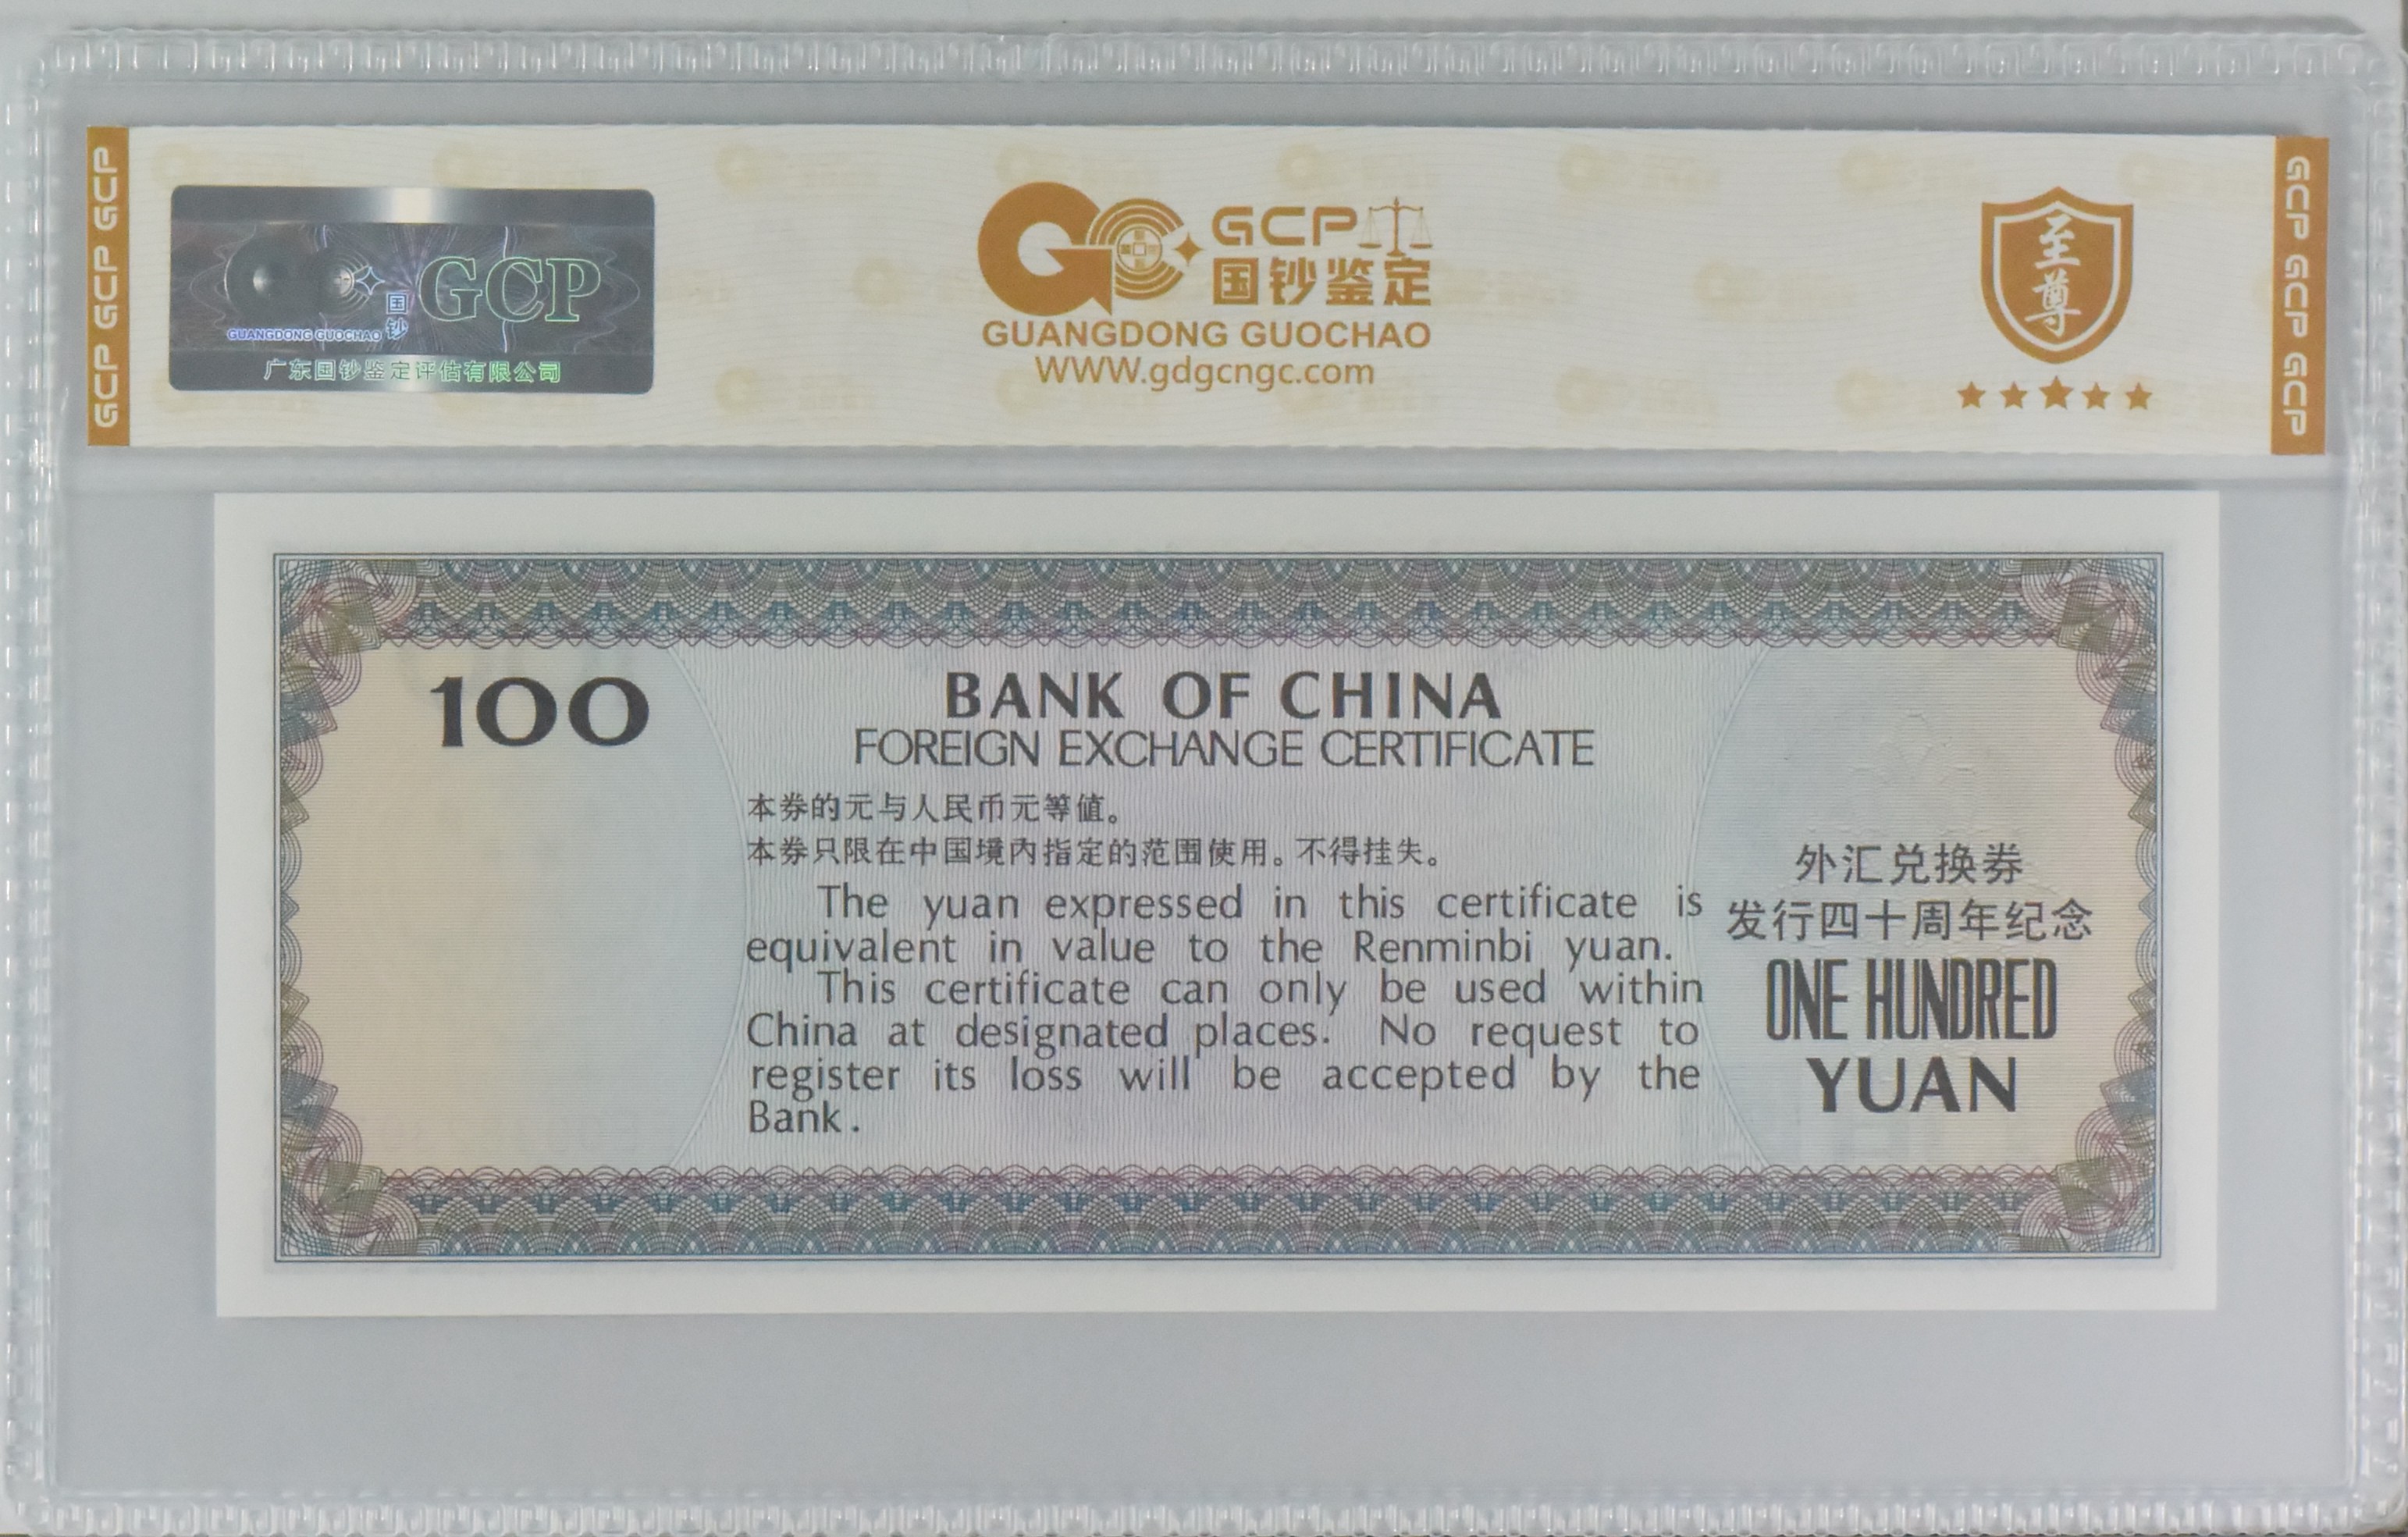 GCP GCP GCP
国钞
GCP
GUANGDONG GUOCHAO
广东国钞鉴定评估有限公司
GCP
国钞鉴定
GUANGDONG GUOCHAO
WWW.gdgcngc.com
至尊
GCP GCP GCP
100
BANK OF CHINA
FOREIGN EXCHANGE CERTIFICATE
本券的元与人民币元等值。
本券只限在中国境内指定的范围使用。不得挂失。
The yuan expressed in this certificate is
equivalent in value to the Renminbi yuan.
This certificate can only be used within
China at designated places. No request to
register its loss will be accepted by the
Bank.
外汇兑换券
发行四十周年纪念
ONE HUNDRED
YUAN